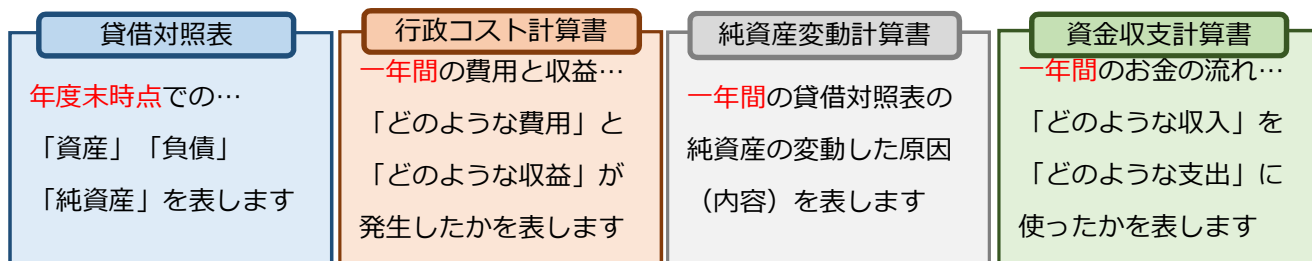 貸借対照表
年度末時点での…
「資産」「負債」
「純資産」を表します
行政コスト計算書
一年間の費用と収益…
「どのような費用」と
「どのような収益」が
発生したかを表します
純資産変動計算書
一年間の貸借対照表の
純資産の変動した原因
（内容）を表します
資金収支計算書
一年間のお金の流れ…
「どのような収入」を
「どのような支出」に
使ったかを表します